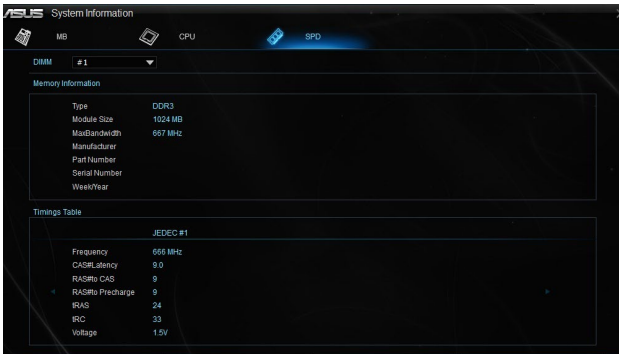 ASUS System Information
MB CPU SPD
DIMM #1
Memory Information
Type DDR3
Module Size 1024 MB
MaxBandwidth 667 MHz
Manufacturer
Part Number
Serial Number
Week/Year
Timings Table
JEDEC #1
Frequency 666 MHz
CAS#Latency 9.0
RAS#to CAS 9
RAS#to Precharge 9
tRAS 24
tRC 33
Voltage 1.5V